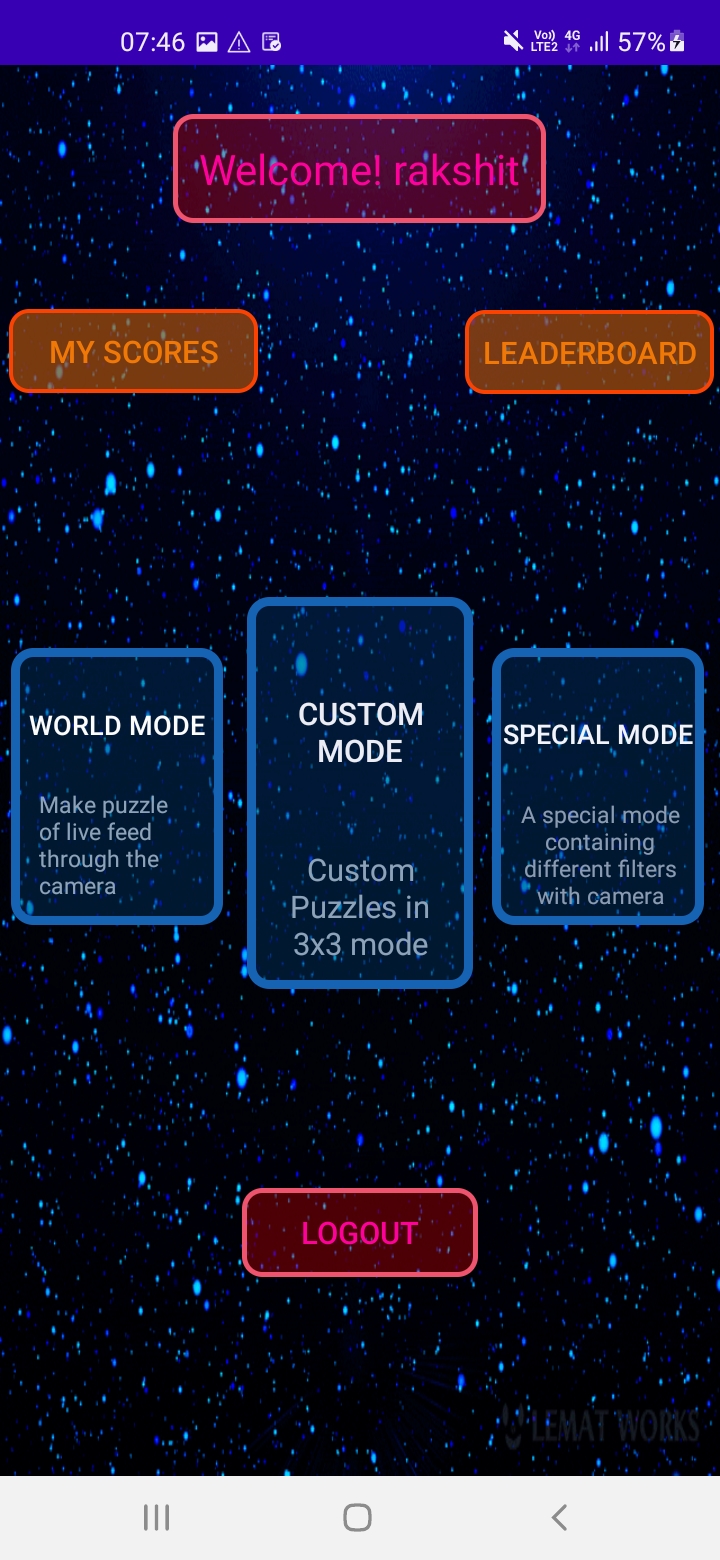 07:46
Vo)) 4G
LTE2
57%
Welcome! rakshit
MY SCORES
LEADERBOARD
WORLD MODE
Make puzzle
of live feed
through the
camera
CUSTOM
MODE
Custom
Puzzles in
3x3 mode
SPECIAL MODE
A special mode
containing
different filters
with camera
LOGOUT
LEMAT WORKS